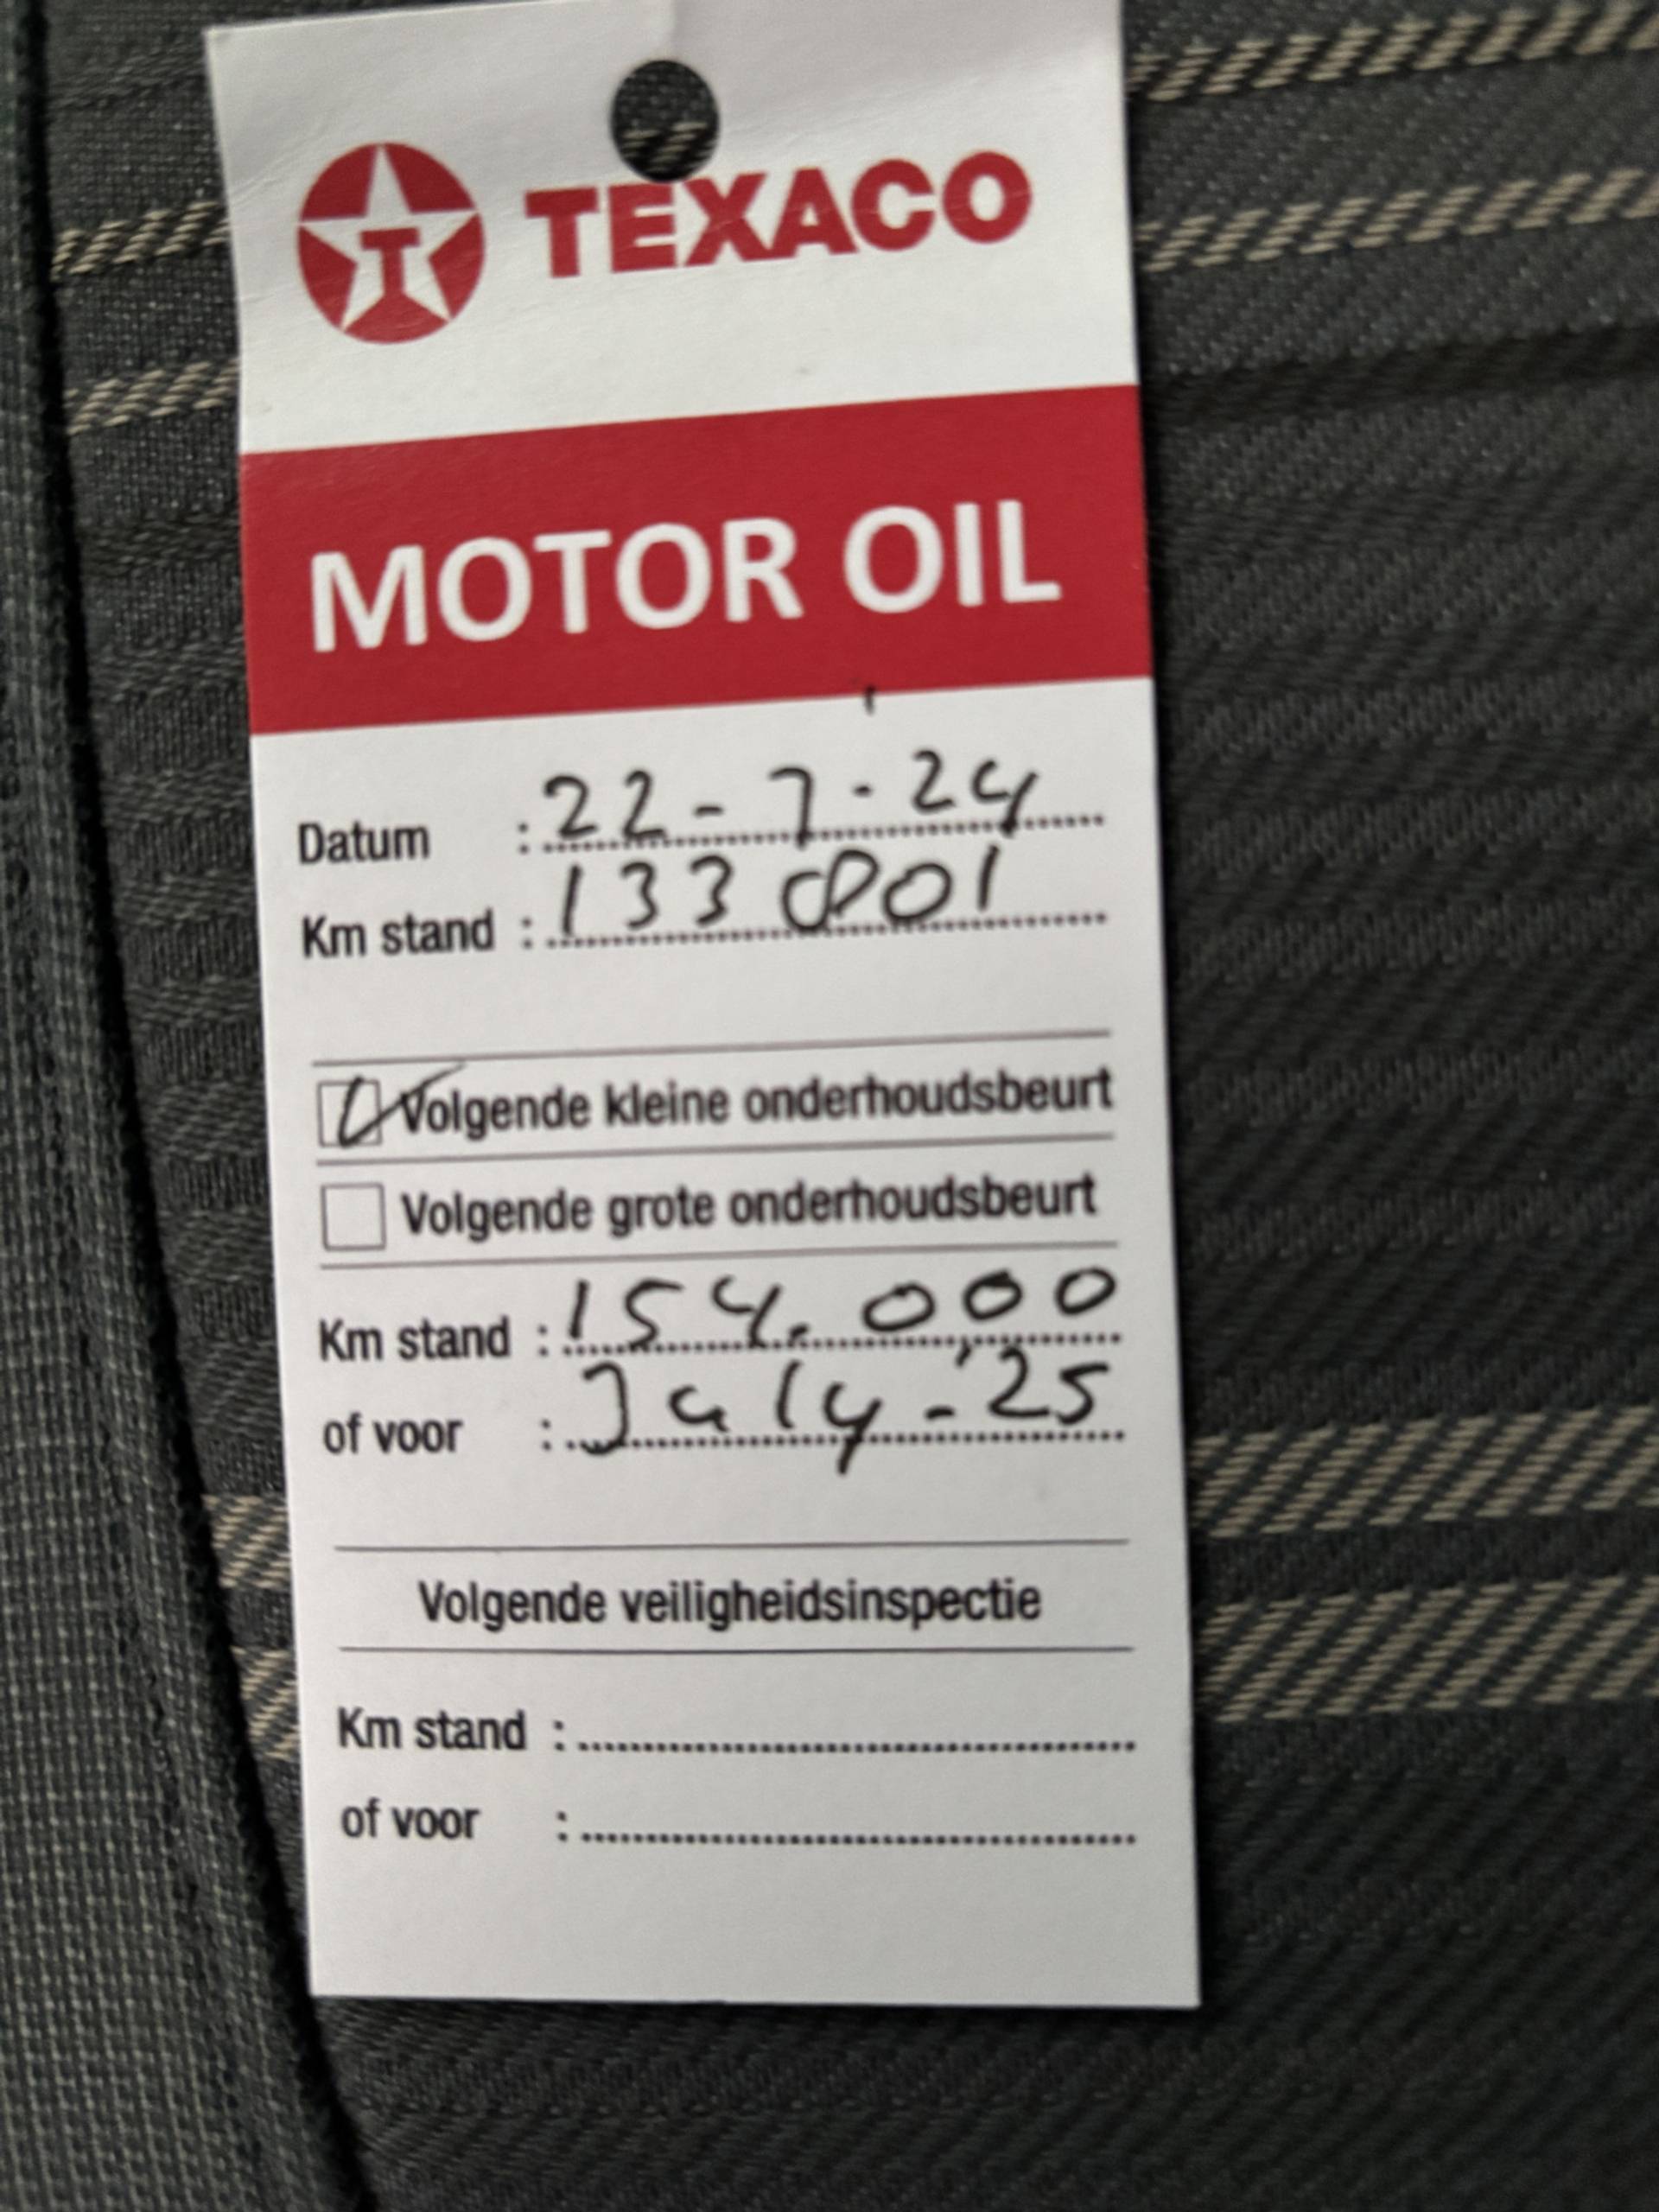 TEXACO
MOTOR OIL
Datum : 22-7-24
Km stand : 133801
Volgende kleine onderhoudsbeurt
Volgende grote onderhoudsbeurt
Km stand : 154.000
of voor : July-'25
Volgende veiligheidsinspectie
Km stand :
of voor :